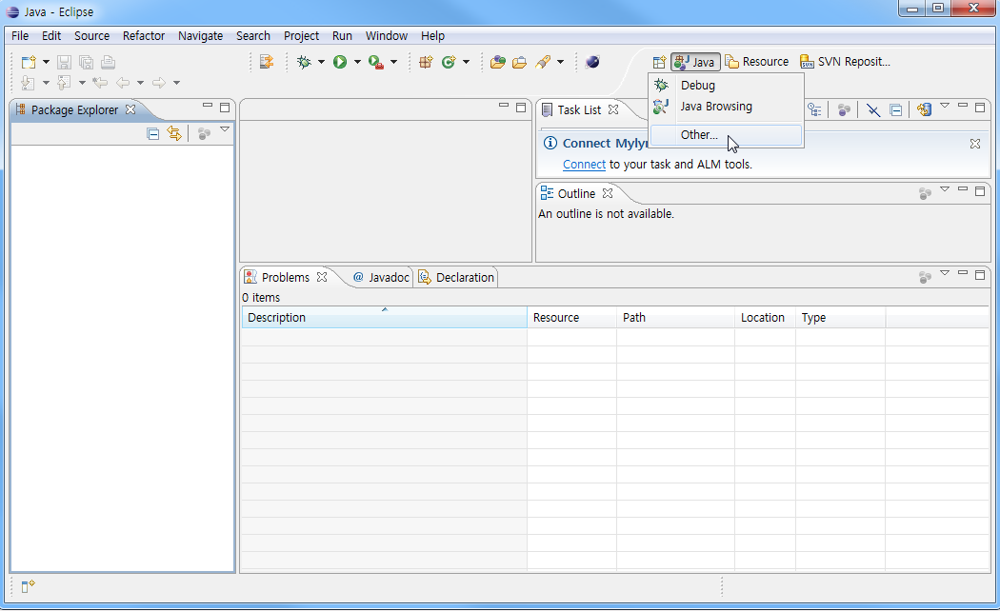 Java - Eclipse
File Edit Source Refactor Navigate Search Project Run Window Help
Java Resource SVN Reposit...
Debug
Java Browsing
Other...
Package Explorer
Task List
Connect Mylyn
Connect to your task and ALM tools.
Outline
An outline is not available.
Problems @ Javadoc Declaration
0 items
Description Resource Path Location Type